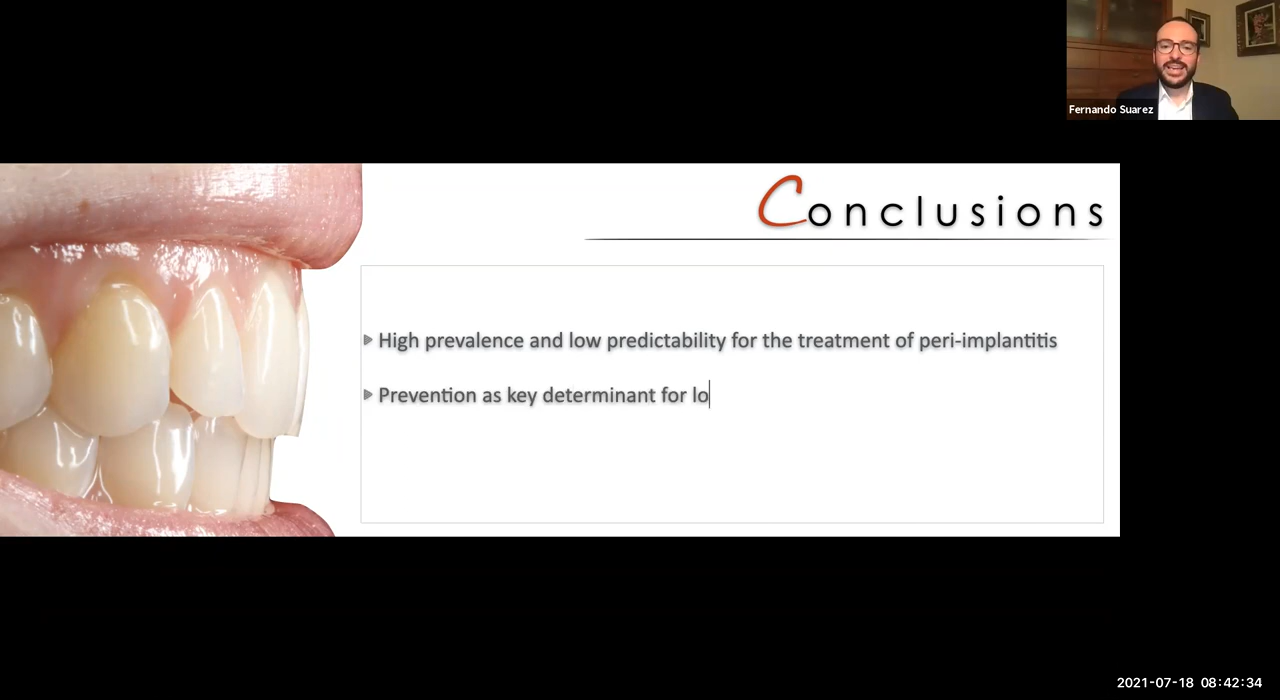 Fernando Suarez
Conclusions
High prevalence and low predictability for the treatment of peri-implantitis
Prevention as key determinant for lo
2021-07-18 08:42:34